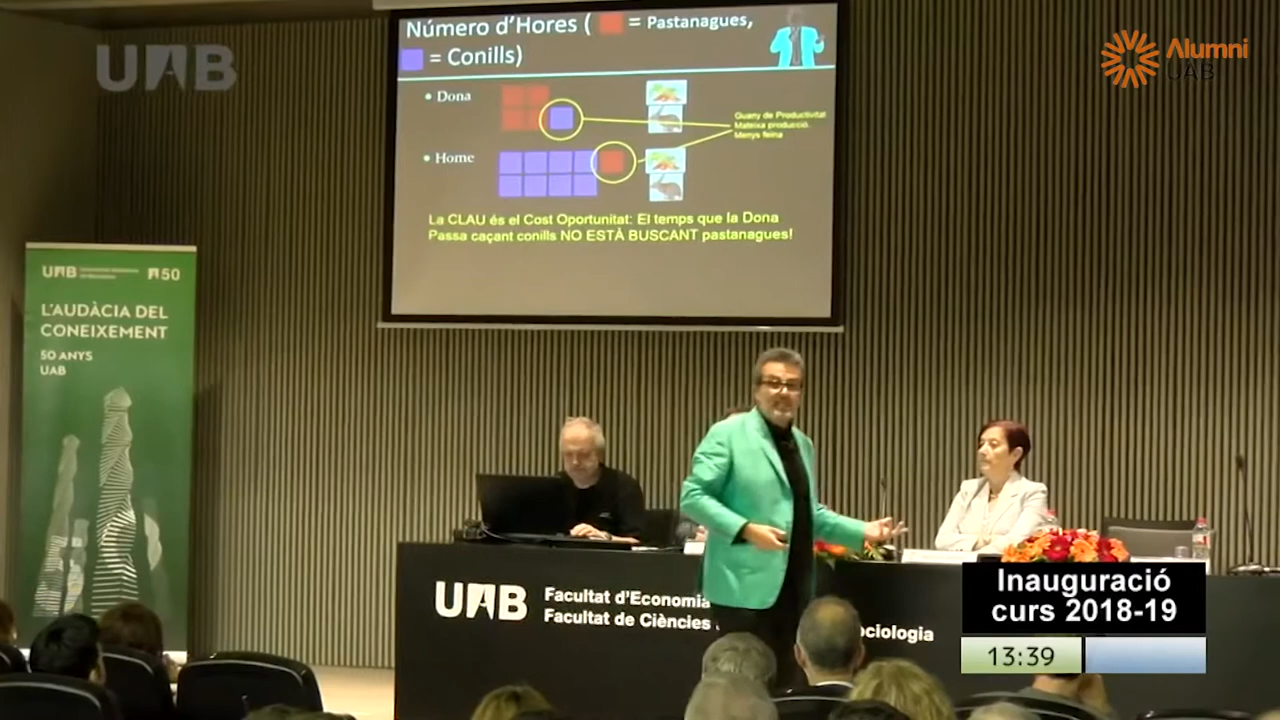 UAB
Alumni
UAB
Número d'Hores ( = Pastanagues,
= Conills)
• Dona
• Home
Guany de Productivitat
Mateixa producció.
Menys feina
La CLAU és el Cost Oportunitat: El temps que la Dona
Passa caçant conills NO ESTÀ BUSCANT pastanagues!
UAB
50
L'AUDÀCIA DEL
CONEIXEMENT
50 ANYS
UAB
UAB
Facultat d'Economia
Facultat de Ciències
ociologia
Inauguració
curs 2018-19
13:39